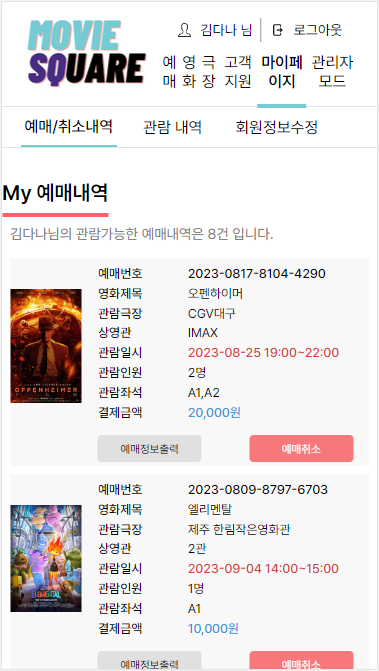 MOVIE
SQUARE
김다나 님
로그아웃
예매
영화
극장
고객지원
마이페이지
관리자모드
예매/취소내역
관람 내역
회원정보수정
My 예매내역
김다나님의 관람가능한 예매내역은 8건 입니다.
예매번호 2023-0817-8104-4290
영화제목 오펜하이머
관람극장 CGV대구
상영관 IMAX
관람일시 2023-08-25 19:00~22:00
관람인원 2명
관람좌석 A1,A2
결제금액 20,000원
OPPENHEIMER
예매정보출력
예매취소
예매번호 2023-0809-8797-6703
영화제목 엘리멘탈
관람극장 제주 한림작은영화관
상영관 2관
관람일시 2023-09-04 14:00~15:00
관람인원 1명
관람좌석 A1
결제금액 10,000원
ELEMENTAL
예매정보출력
예매취소